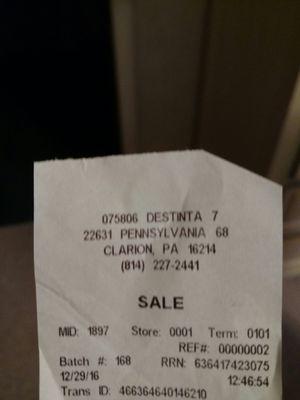 075806 DESTINTA 7
22631 PENNSYLVANIA 68
CLARION, PA 16214
(814) 227-2441
SALE
MID: 1897 Store: 0001 Term: 0101
REF#: 00000002
Batch #: 168 RRN: 636417423075
12/29/16 12:46:54
Trans ID: 466364640146210